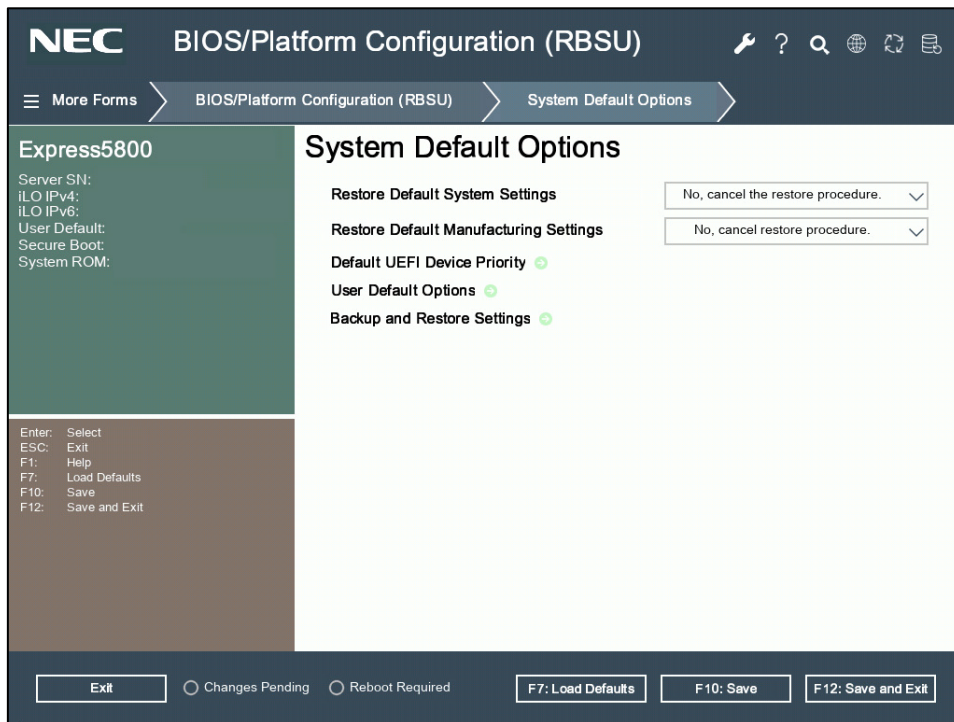 NEC BIOS/Platform Configuration (RBSU) ?
More Forms BIOS/Platform Configuration (RBSU) System Default Options
Express5800
Server SN:
iLO IPv4:
iLO IPv6:
User Default:
Secure Boot:
System ROM:
Enter: Select
ESC: Exit
F1: Help
F7: Load Defaults
F10: Save
F12: Save and Exit
System Default Options
Restore Default System Settings No, cancel the restore procedure.
Restore Default Manufacturing Settings No, cancel restore procedure.
Default UEFI Device Priority
User Default Options
Backup and Restore Settings
Exit Changes Pending Reboot Required F7: Load Defaults F10: Save F12: Save and Exit